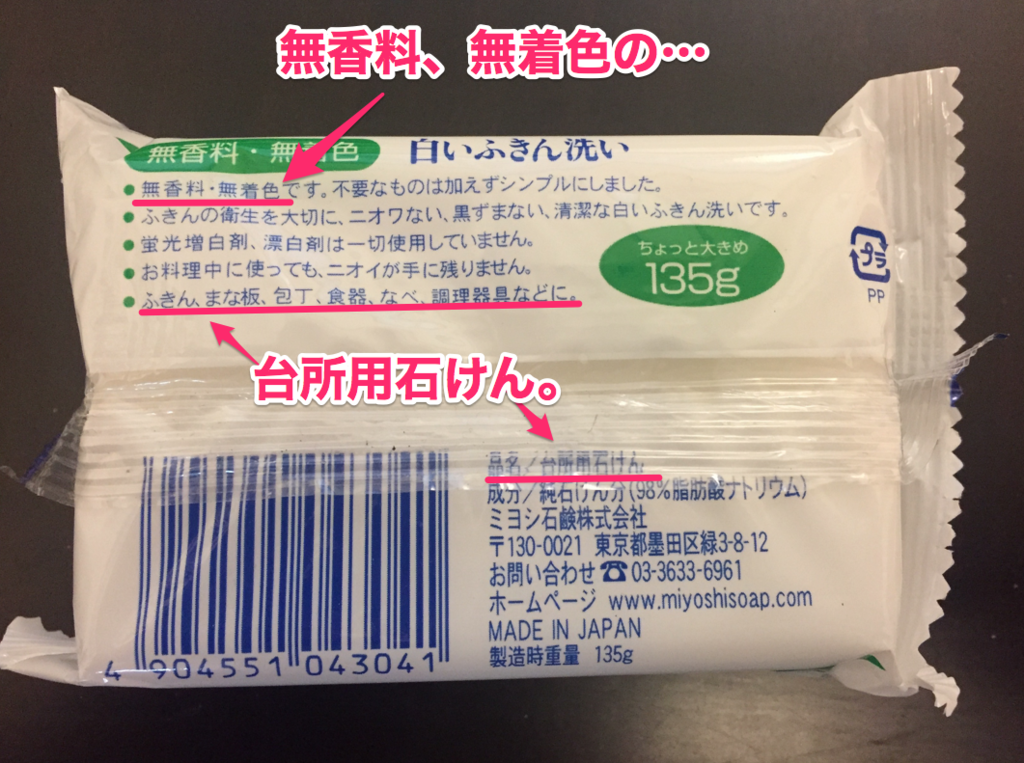 無香料、無着色の…
無香料・無着色 白いふきん洗い
● 無香料・無着色です。不要なものは加えずシンプルにしました。
● ふきんの衛生を大切に、ニオワない、黒ずまない、清潔な白いふきん洗いです。
● 蛍光増白剤、漂白剤は一切使用していません。
● お料理中に使っても、ニオイが手に残りません。
● ふきん、まな板、包丁、食器、なべ、調理器具などに。
ちょっと大きめ
135g
プラ
PP
台所用石けん。
品名/台所用石けん
成分/純石けん分(98%脂肪酸ナトリウム)
ミヨシ石鹸株式会社
〒130-0021 東京都墨田区緑3-8-12
お問い合わせ☎03-3633-6961
ホームページ www.miyoshisoap.com
MADE IN JAPAN
製造時重量 135g
4 904551 043041